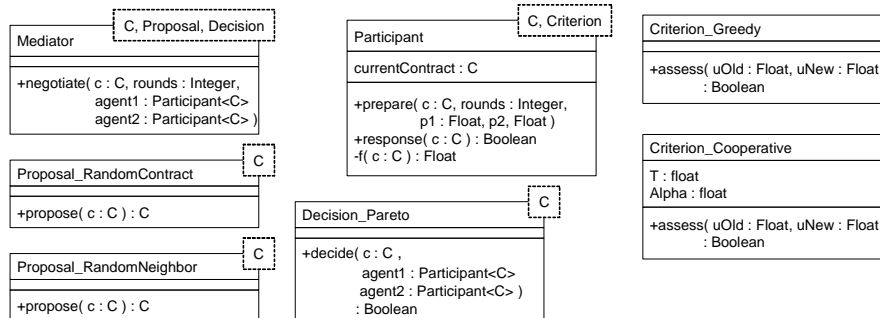 C, Proposal, Decision
Mediator
+negotiate( c : C, rounds : Integer,
agent1 : Participant<C>
agent2 : Participant<C> )
C
Proposal_RandomContract
+propose( c : C ) : C
C
Proposal_RandomNeighbor
+propose( c : C ) : C
C, Criterion
Participant
currentContract : C
+prepare( c : C, rounds : Integer,
p1 : Float, p2, Float )
+response( c : C ) : Boolean
-f( c : C ) : Float
C
Decision_Pareto
+decide( c : C ,
agent1 : Participant<C>
agent2 : Participant<C> )
: Boolean
Criterion_Greedy
+assess( uOld : Float, uNew : Float
: Boolean
Criterion_Cooperative
T : float
Alpha : float
+assess( uOld : Float, uNew : Float
: Boolean